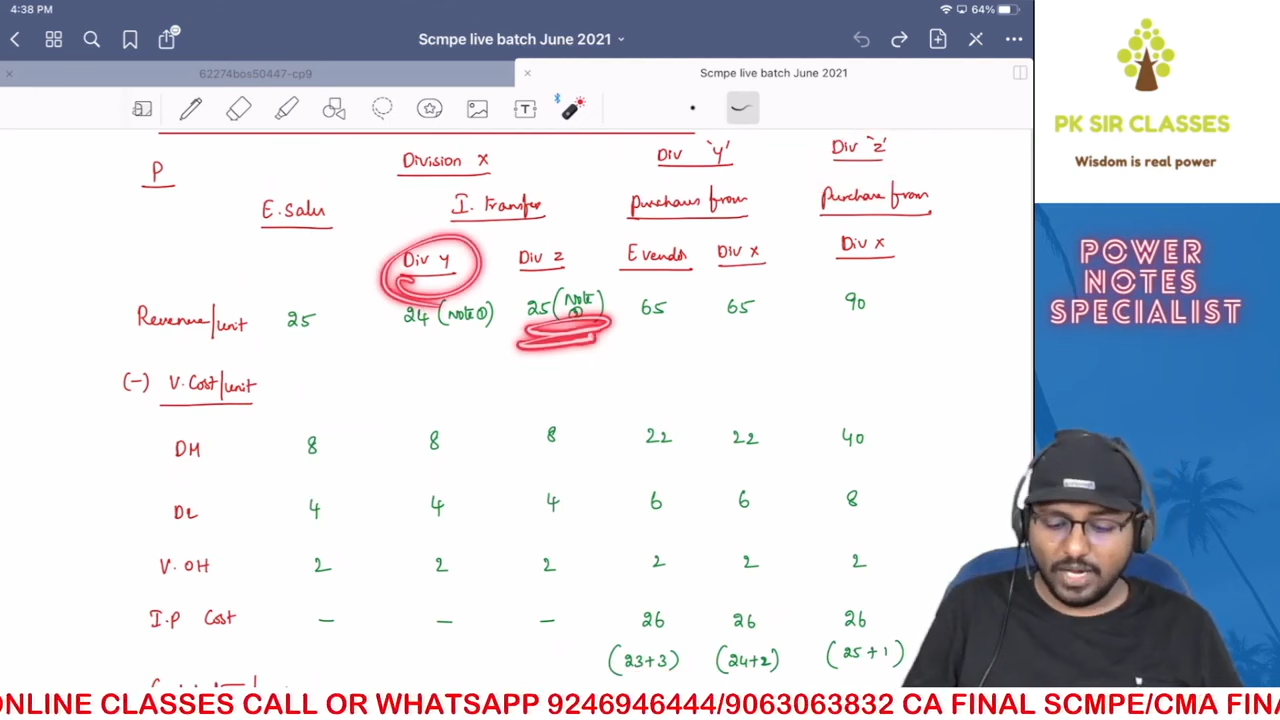 4:38 PM
64%
Scmpe live batch June 2021
62274bos50447-cp9
Scmpe live batch June 2021
P
Division X
Div 'Y'
Div 'Z'
E.Sales
I. Transfer
Purchases from
Purchase from
Div Y
Div Z
E vendor
Div X
Div X
Revenue/unit 25 24 (Note 1) 25 (Note 2) 65 65 90
(-) V.Cost/unit
DM 8 8 8 22 22 40
DL 4 4 4 6 6 8
V.OH 2 2 2 2 2 2
I.P Cost — — — 26 26 26
(23+3) (24+2) (25+1)
PK SIR CLASSES
Wisdom is real power
POWER
NOTES
SPECIALIST
ONLINE CLASSES CALL OR WHATSAPP 9246946444/9063063832 CA FINAL SCMPE/CMA FINA